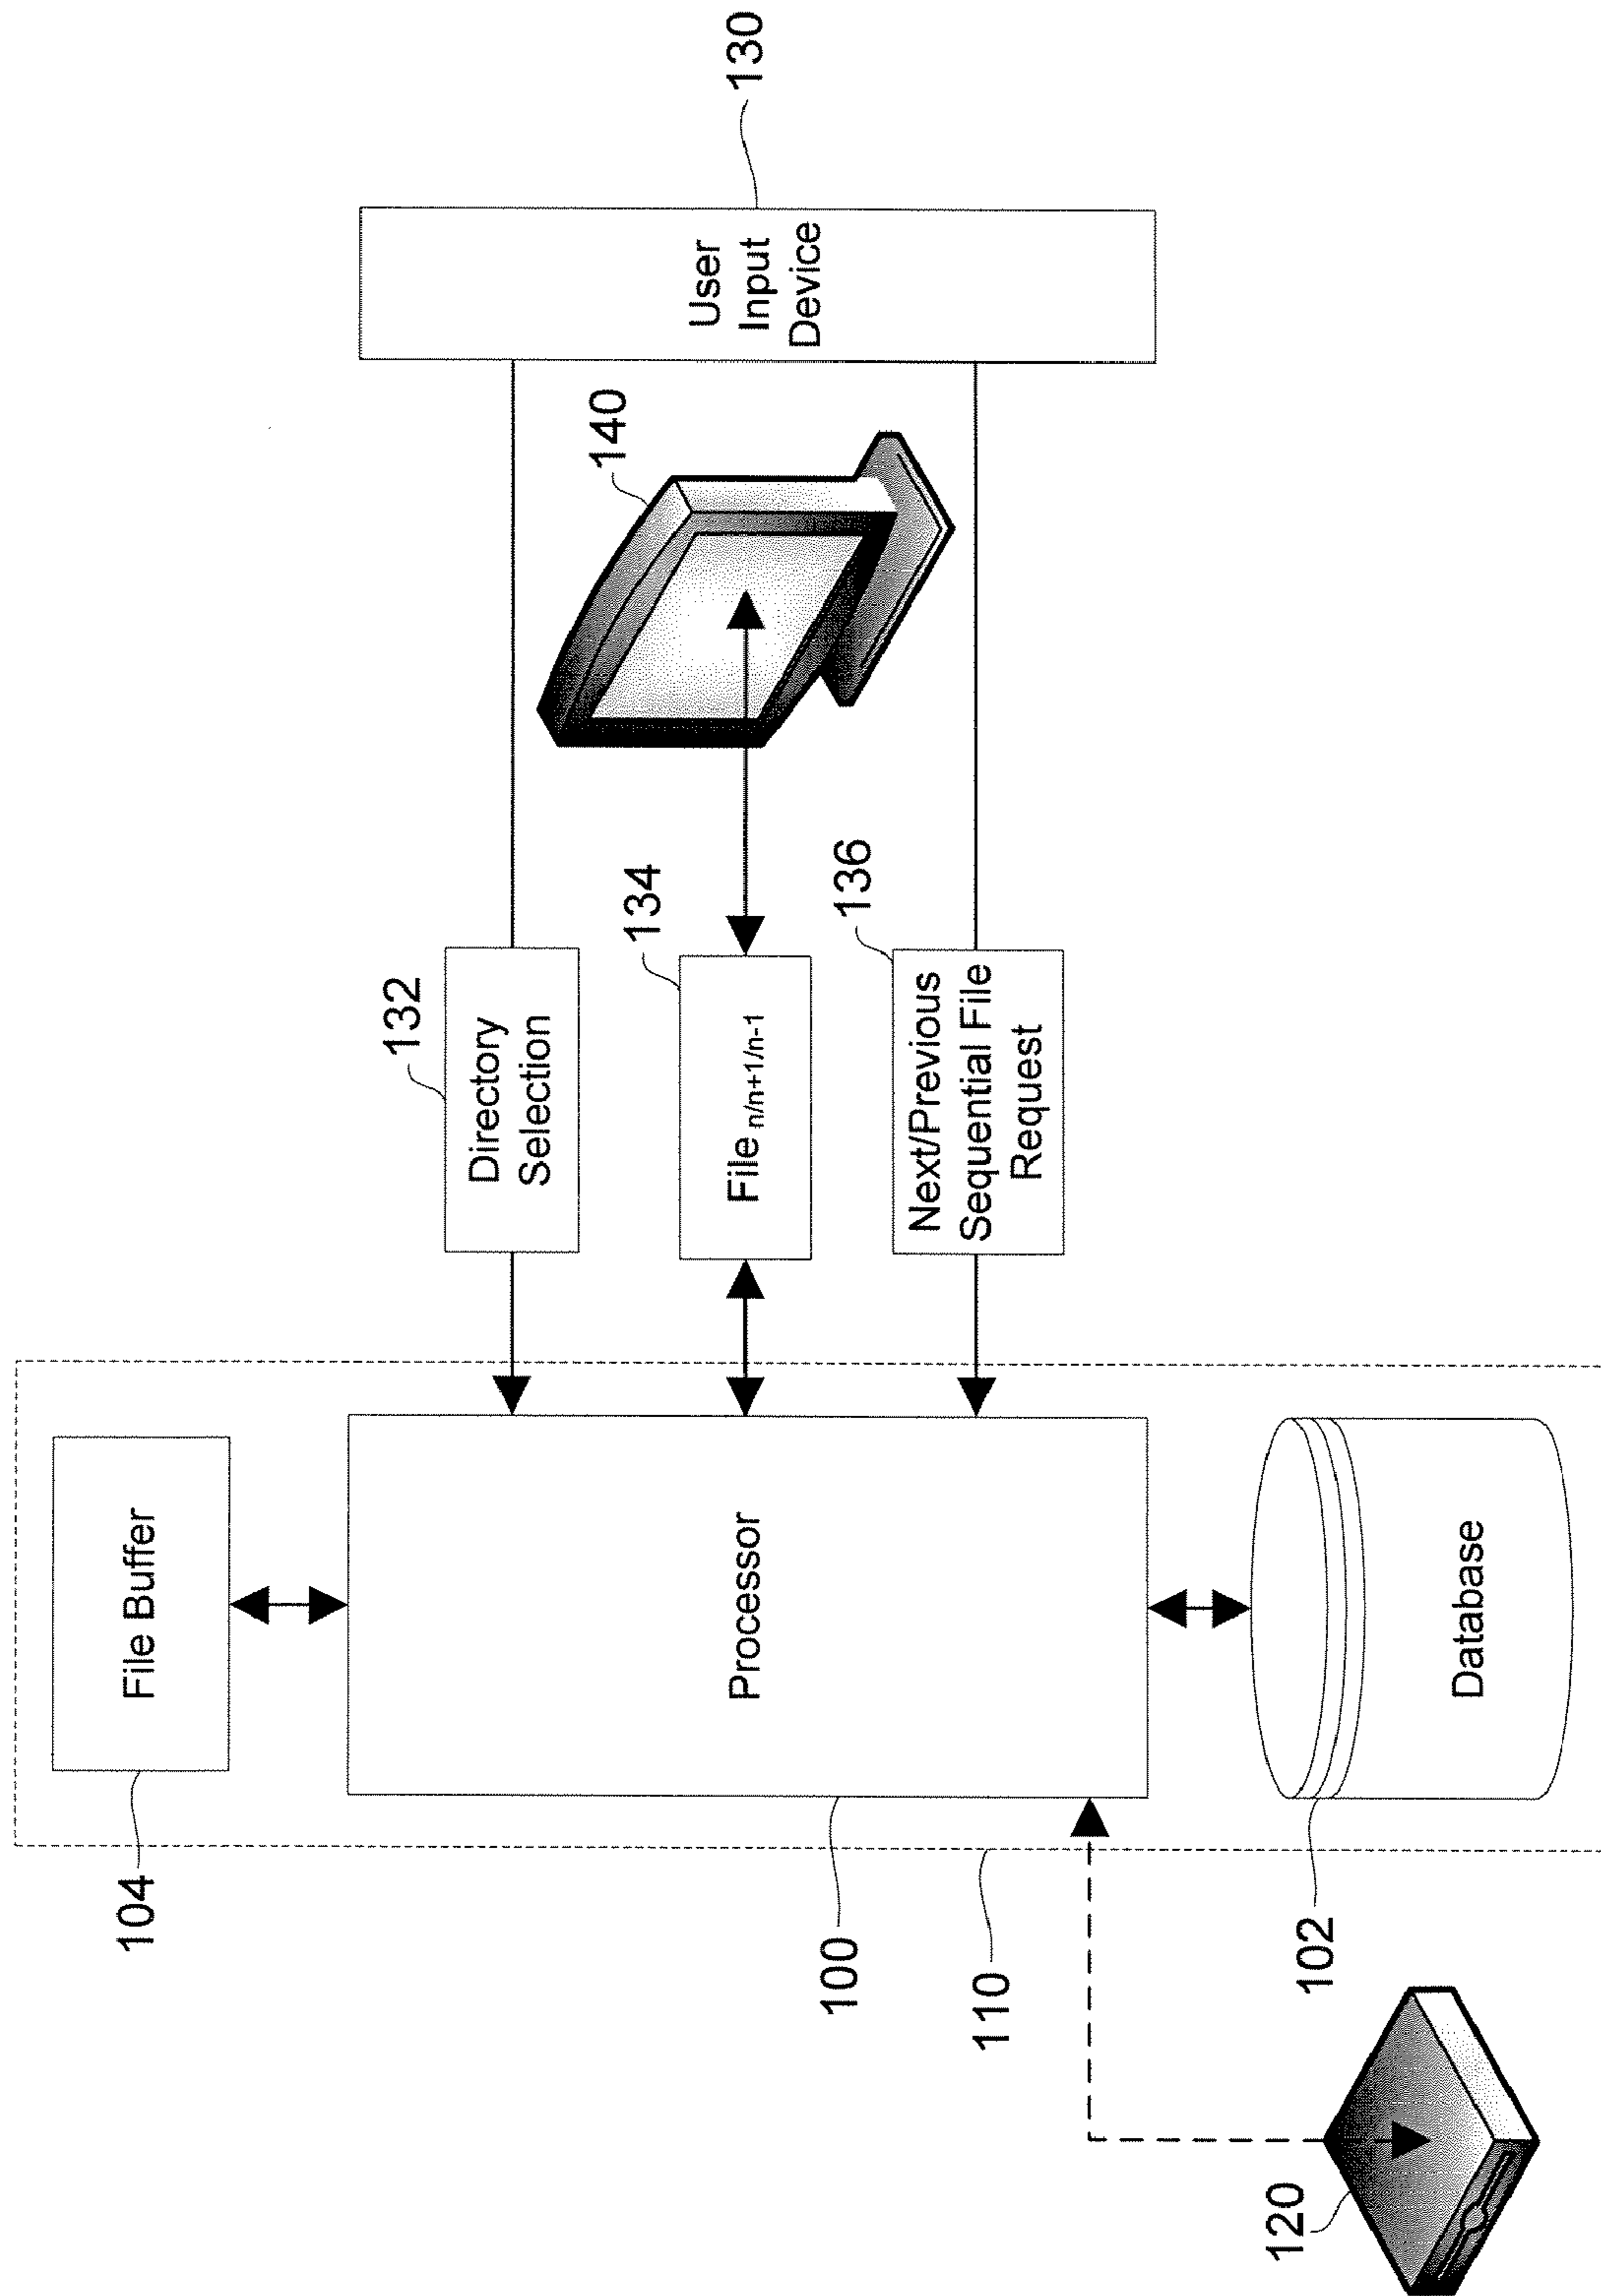 104
File Buffer
100
Processor
110
102
Database
120
132
Directory
Selection
134
File n/n+1/n-1
136
Next/Previous
Sequential File
Request
140
User
Input
Device
130